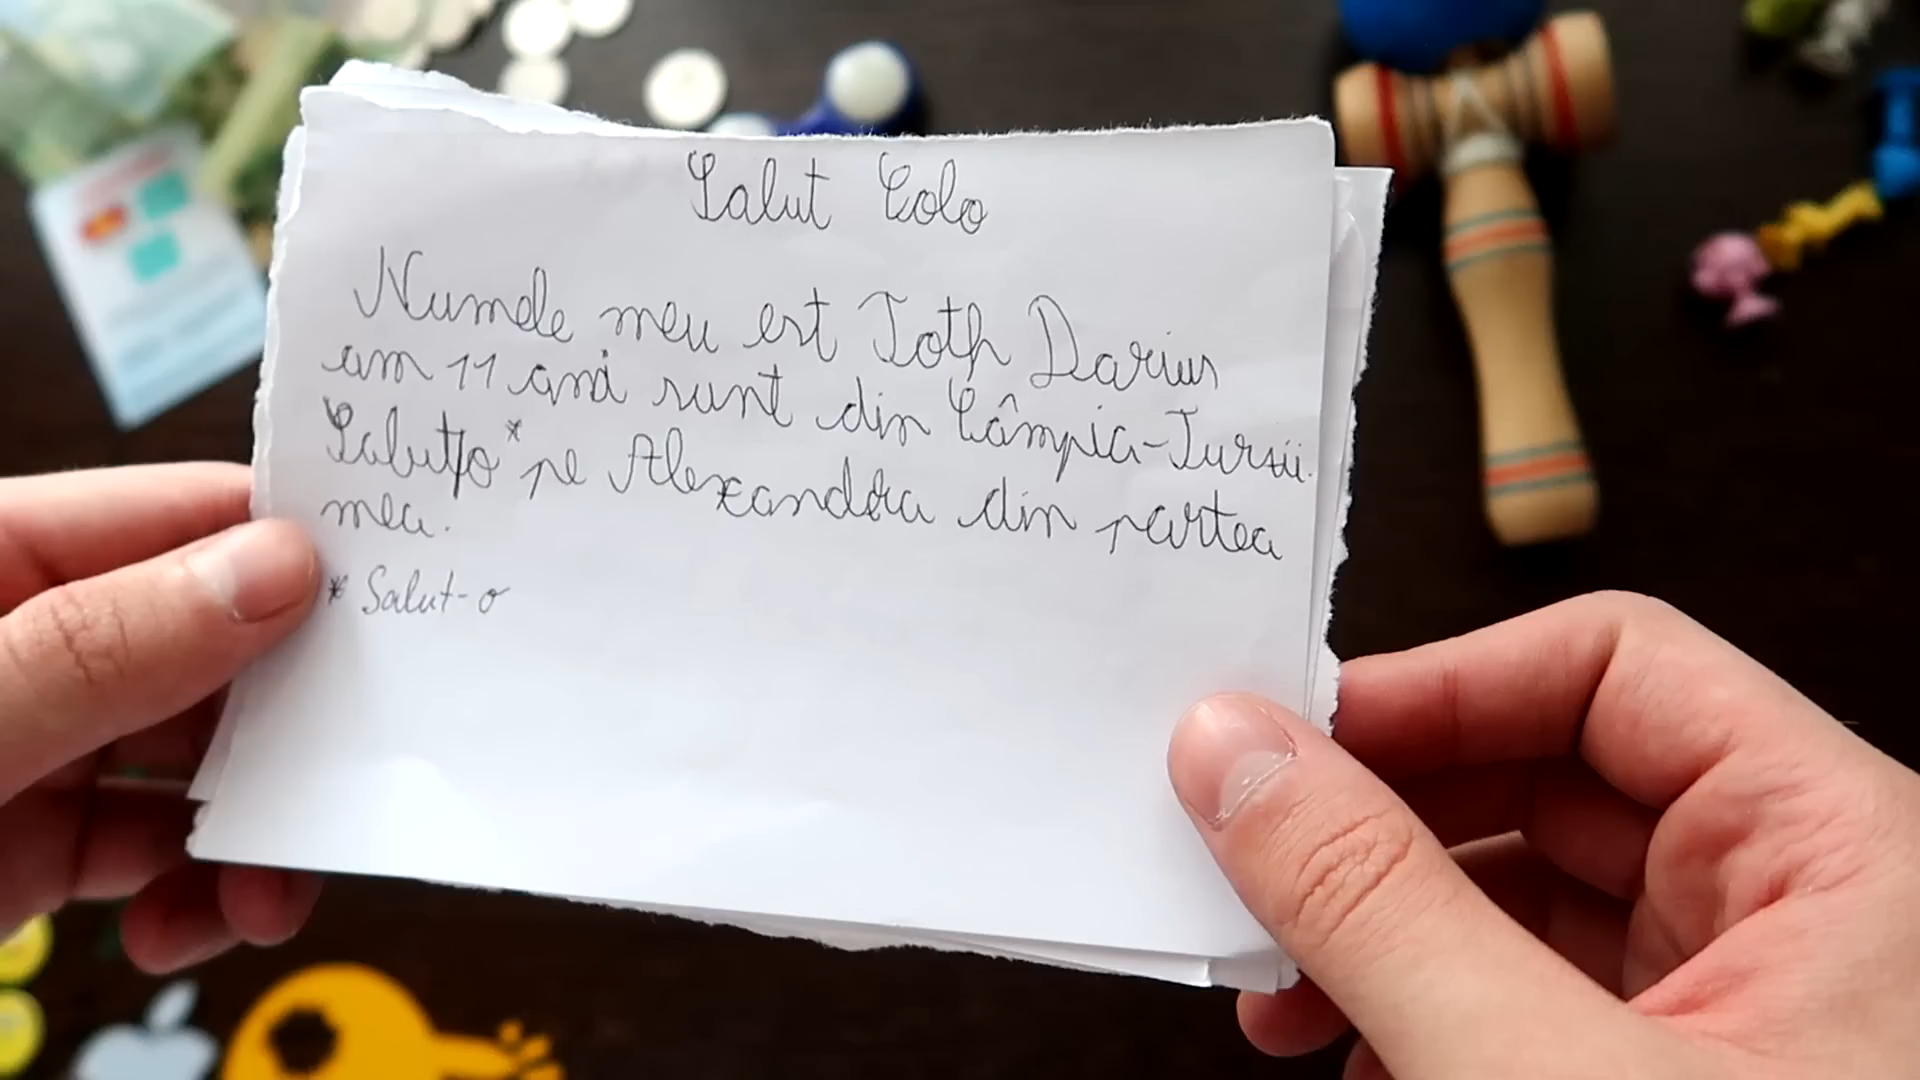 Salut Colo
Numele meu est Toth Darius
am 11 ani sunt din Câmpia-Turzii.
Saluto* pe Alexandra din partea
mea.
* Salut-o